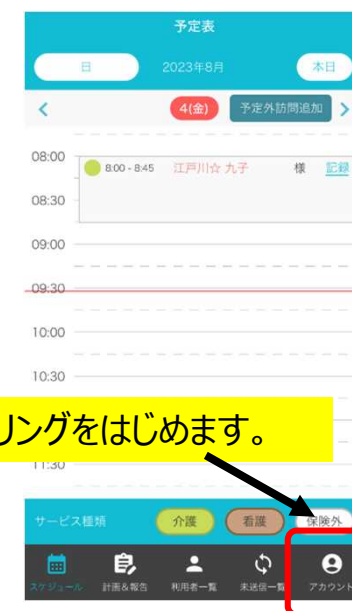 予定表
日 2023年8月 本日
4(金) 予定外訪問追加
08:00
8:00 - 8:45 江戸川☆ 九子 様 記録
08:30
09:00
09:30
10:00
10:30
リングをはじめます。
11:30
サービス種類 介護 看護 保険外
スケジュール 計画&報告 利用者一覧 未送信一覧 アカウント